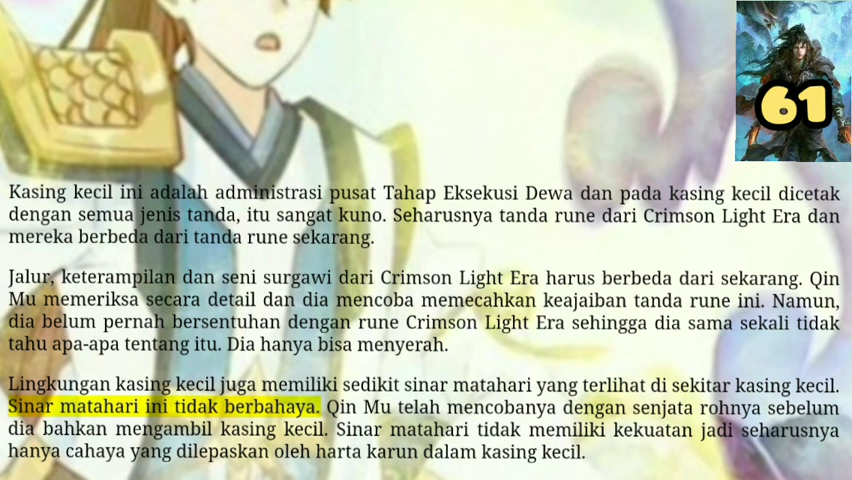 61
Kasing kecil ini adalah administrasi pusat Tahap Eksekusi Dewa dan pada kasing kecil dicetak
dengan semua jenis tanda, itu sangat kuno. Seharusnya tanda rune dari Crimson Light Era dan
mereka berbeda dari tanda rune sekarang.
Jalur, keterampilan dan seni surgawi dari Crimson Light Era harus berbeda dari sekarang. Qin
Mu memeriksa secara detail dan dia mencoba memecahkan keajaiban tanda rune ini. Namun,
dia belum pernah bersentuhan dengan rune Crimson Light Era sehingga dia sama sekali tidak
tahu apa-apa tentang itu. Dia hanya bisa menyerah.
Lingkungan kasing kecil juga memiliki sedikit sinar matahari yang terlihat di sekitar kasing kecil.
Sinar matahari ini tidak berbahaya. Qin Mu telah mencobanya dengan senjata rohnya sebelum
dia bahkan mengambil kasing kecil. Sinar matahari tidak memiliki kekuatan jadi seharusnya
hanya cahaya yang dilepaskan oleh harta karun dalam kasing kecil.